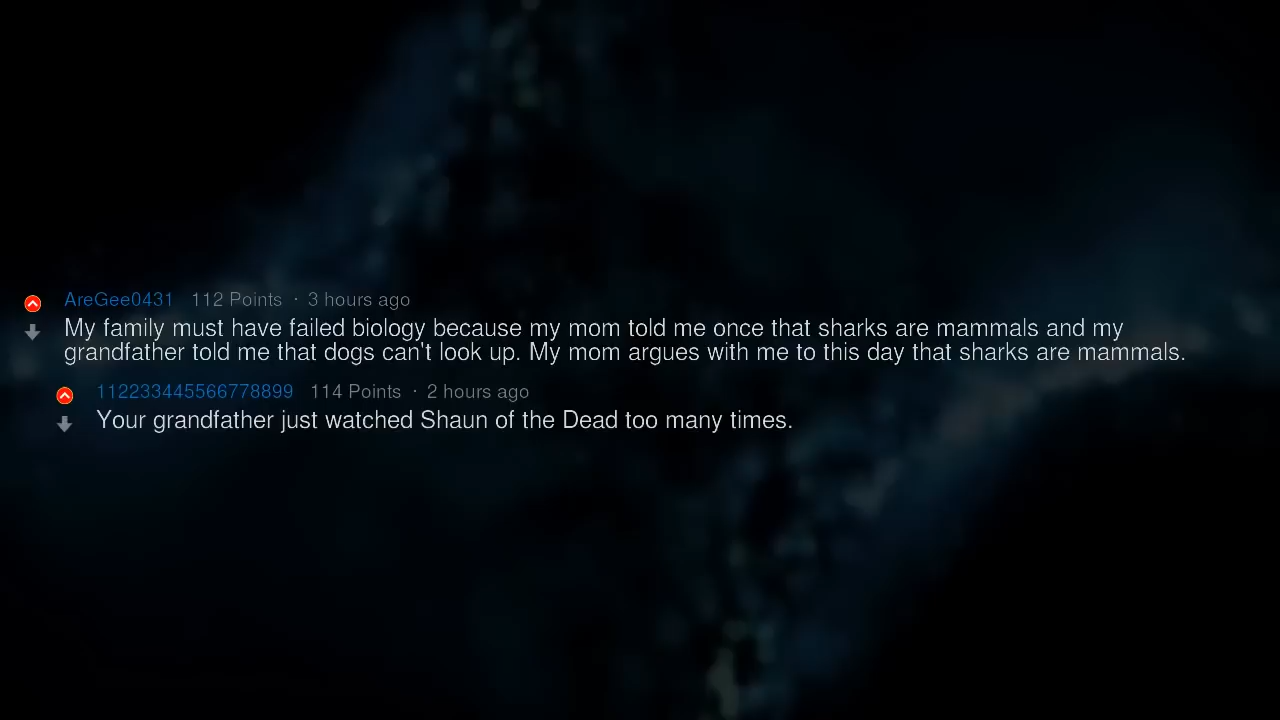 AreGee0431 112 Points · 3 hours ago
My family must have failed biology because my mom told me once that sharks are mammals and my
grandfather told me that dogs can't look up. My mom argues with me to this day that sharks are mammals.
112233445566778899 114 Points · 2 hours ago
Your grandfather just watched Shaun of the Dead too many times.